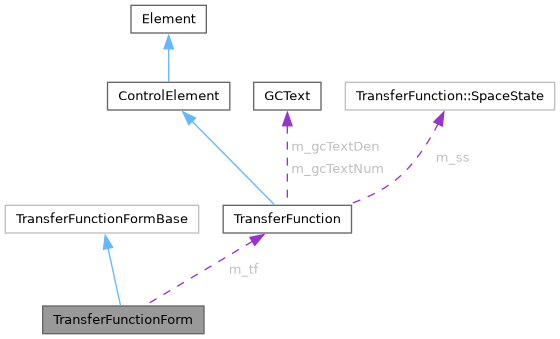 Element
ControlElement
GCText
TransferFunction::SpaceState
m_gcTextDen
m_gcTextNum
m_ss
TransferFunctionFormBase
TransferFunction
m_tf
TransferFunctionForm